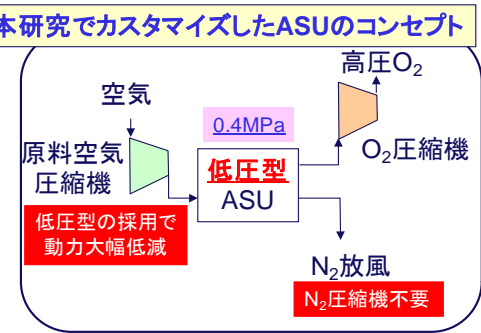 本研究でカスタマイズしたASUのコンセプト
高圧O₂
空気
0.4MPa
原料空気
圧縮機
O₂圧縮機
低圧型
ASU
低圧型の採用で
動力大幅低減
N₂放風
N₂圧縮機不要